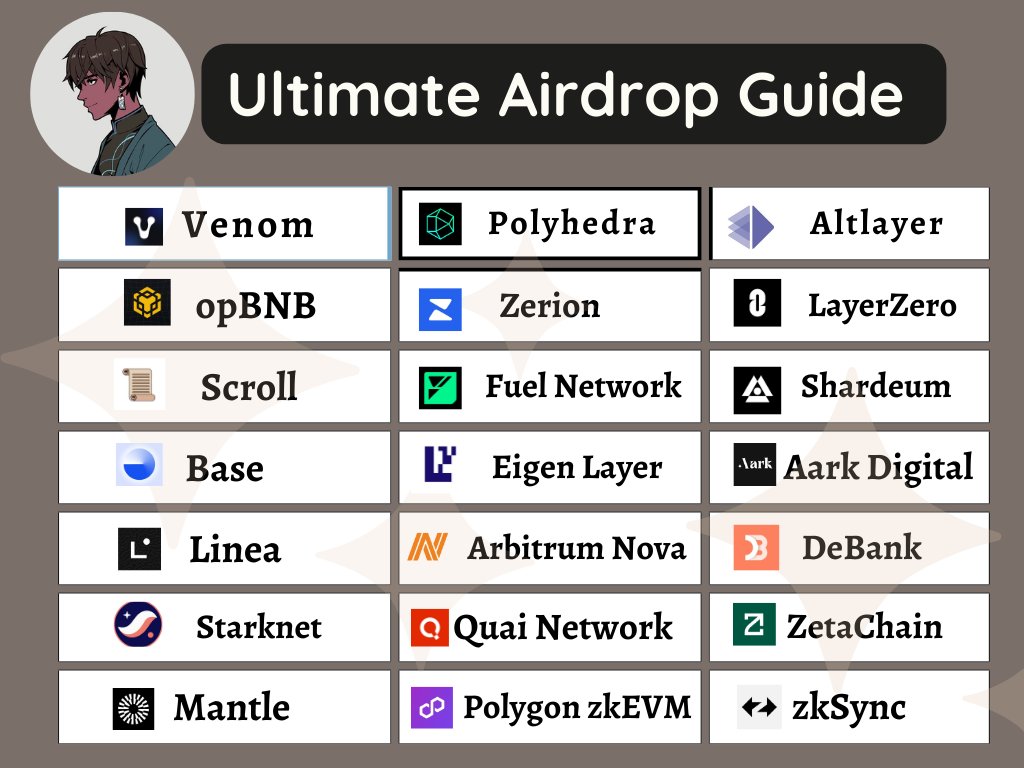 Ultimate Airdrop Guide
Venom
Polyhedra
Altlayer
opBNB
Zerion
LayerZero
Scroll
Fuel Network
Shardeum
Base
Eigen Layer
Aark
Aark Digital
Linea
Arbitrum Nova
DeBank
Starknet
Quai Network
ZetaChain
Mantle
Polygon zkEVM
zkSync